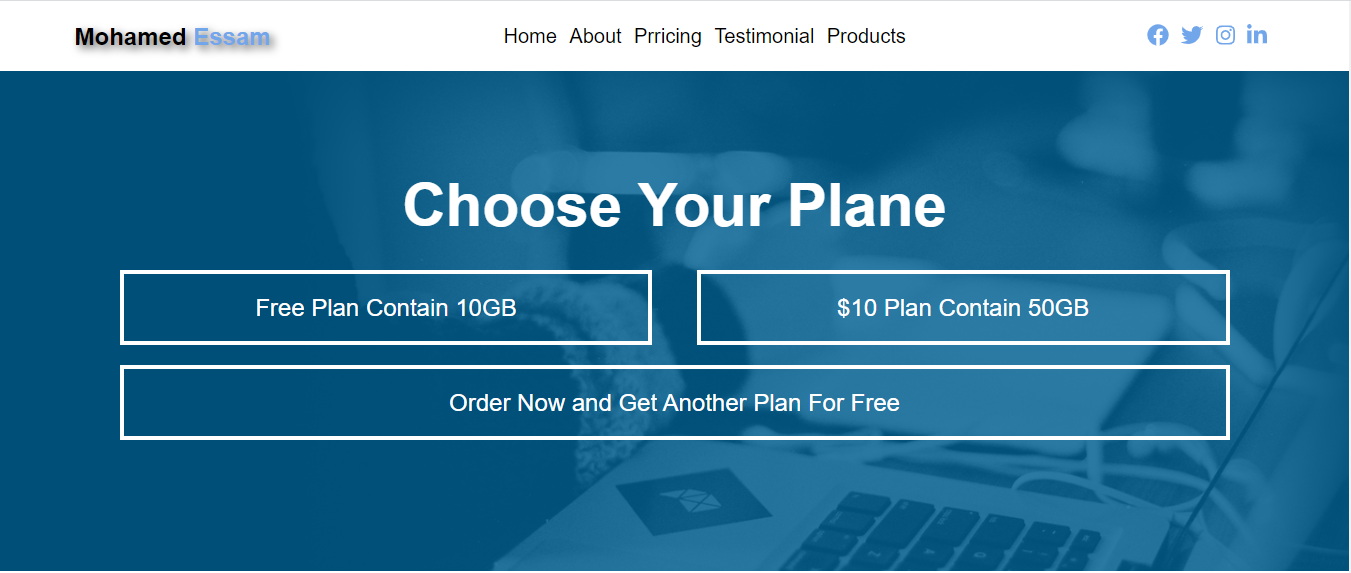 Mohamed Essam
Home About Prricing Testimonial Products
Choose Your Plane
Free Plan Contain 10GB
$10 Plan Contain 50GB
Order Now and Get Another Plan For Free